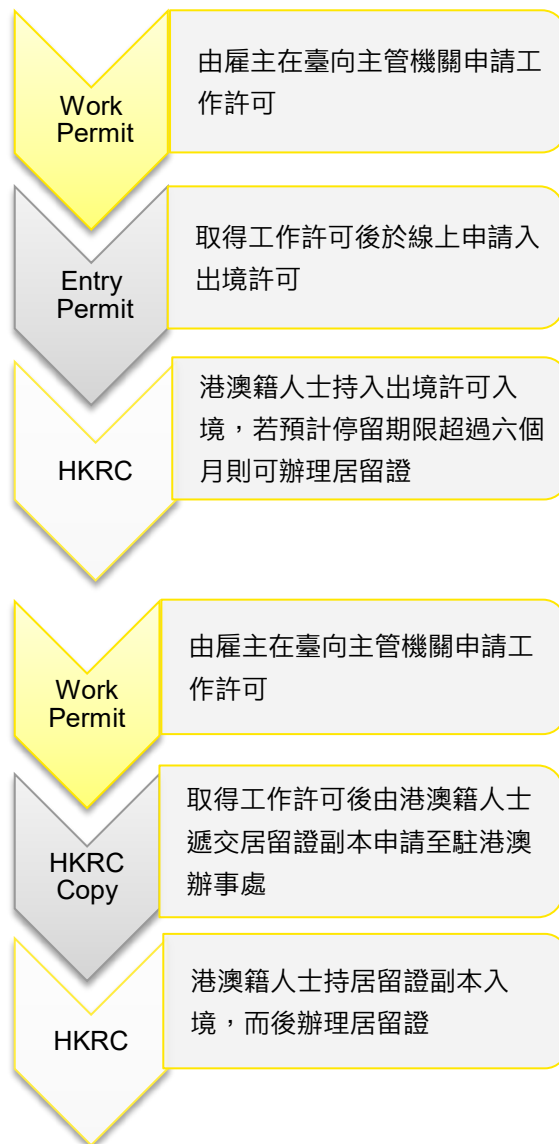 Work
Permit
由雇主在臺向主管機關申請工
作許可
Entry
Permit
取得工作許可後於線上申請入
出境許可
HKRC
港澳籍人士持入出境許可入
境，若預計停留期限超過六個
月則可辦理居留證
Work
Permit
由雇主在臺向主管機關申請工
作許可
HKRC
Copy
取得工作許可後由港澳籍人士
遞交居留證副本申請至駐港澳
辦事處
HKRC
港澳籍人士持居留證副本入
境，而後辦理居留證